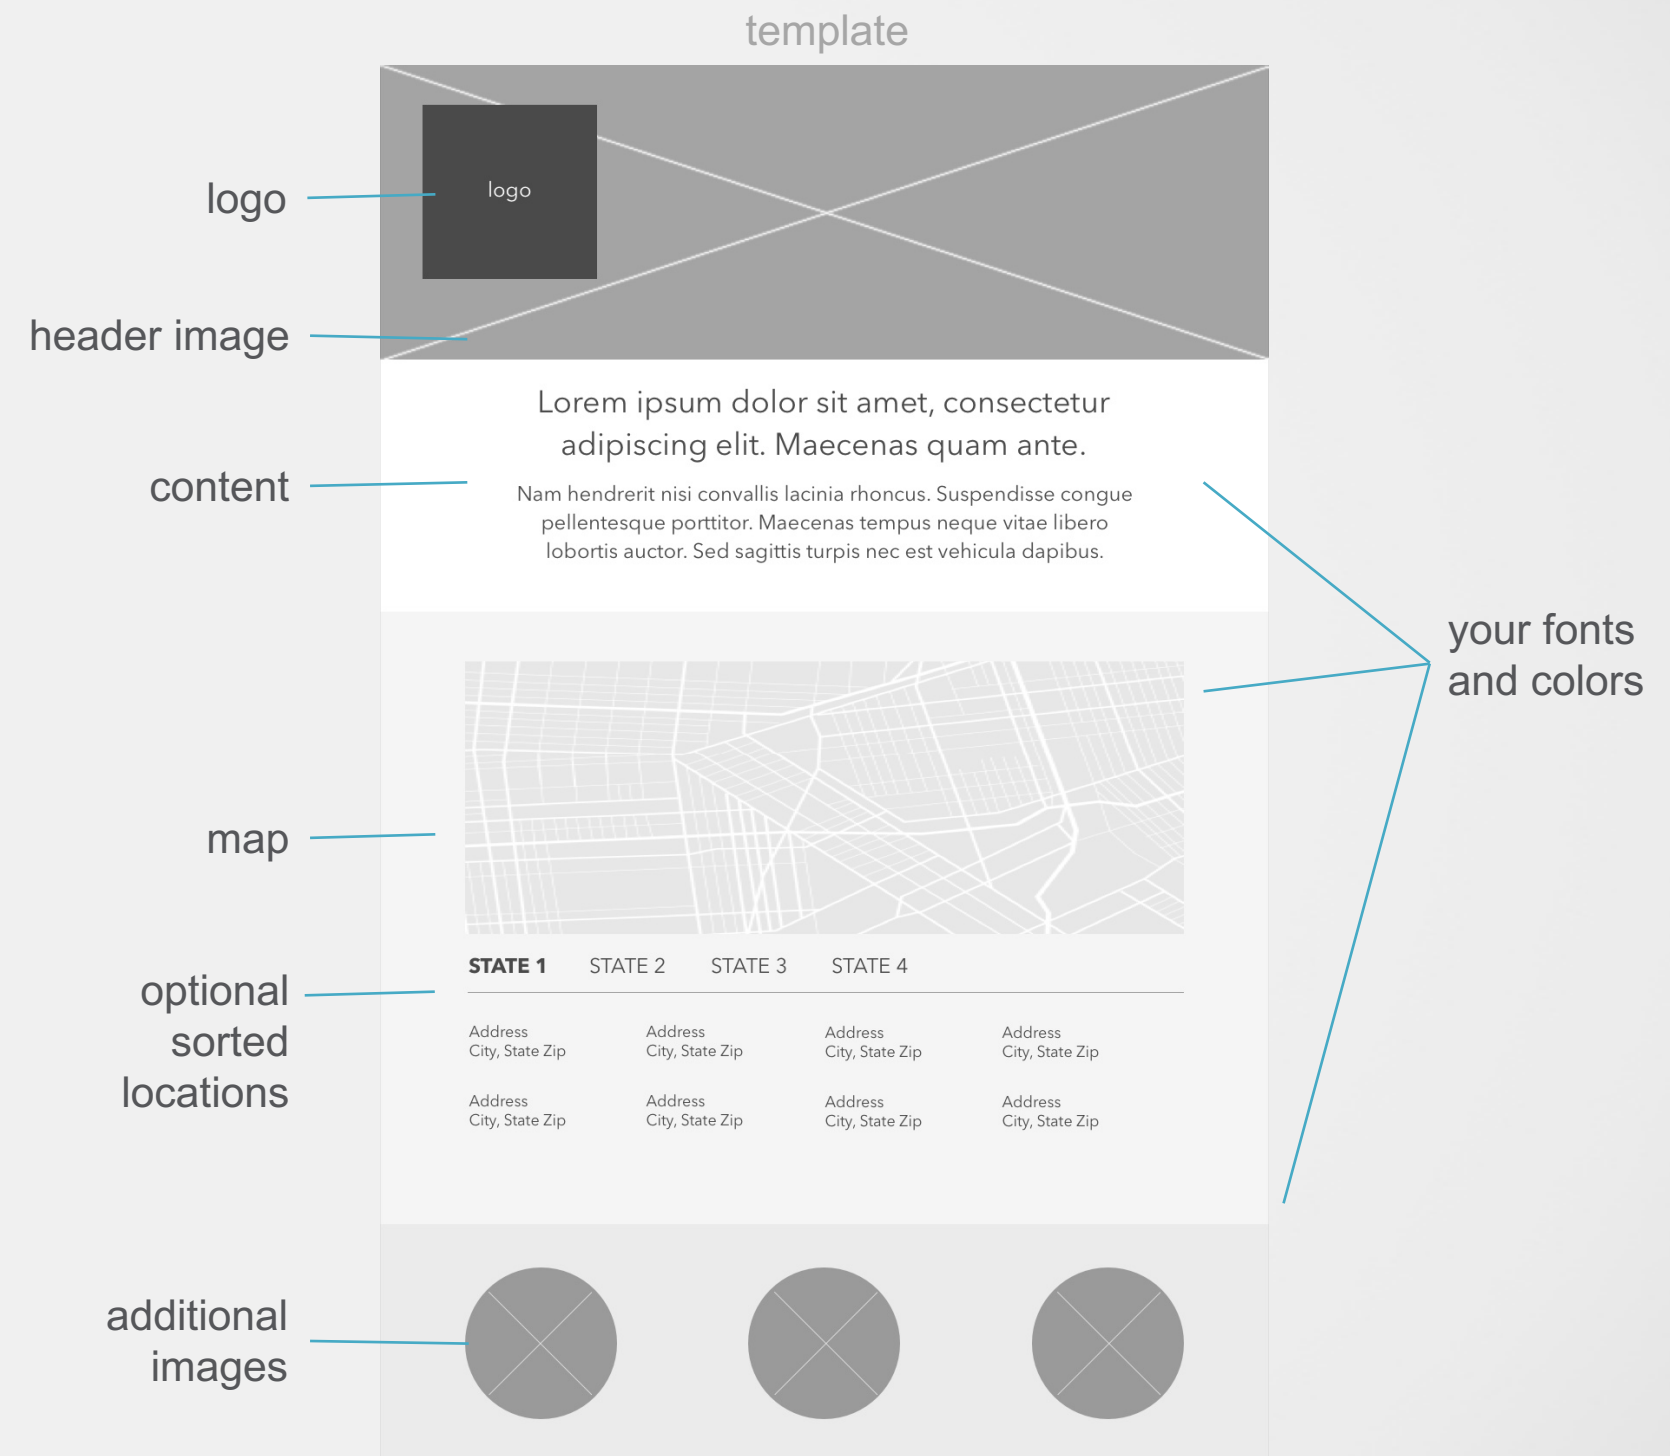 template
logo
logo
header image
Lorem ipsum dolor sit amet, consectetur
adipiscing elit. Maecenas quam ante.
content
Nam hendrerit nisi convallis lacinia rhoncus. Suspendisse congue
pellentesque porttitor. Maecenas tempus neque vitae libero
lobortis auctor. Sed sagittis turpis nec est vehicula dapibus.
your fonts
and colors
map
STATE 1 STATE 2 STATE 3 STATE 4
optional
sorted
locations
Address Address Address Address
City, State Zip City, State Zip City, State Zip City, State Zip
Address Address Address Address
City, State Zip City, State Zip City, State Zip City, State Zip
additional
images